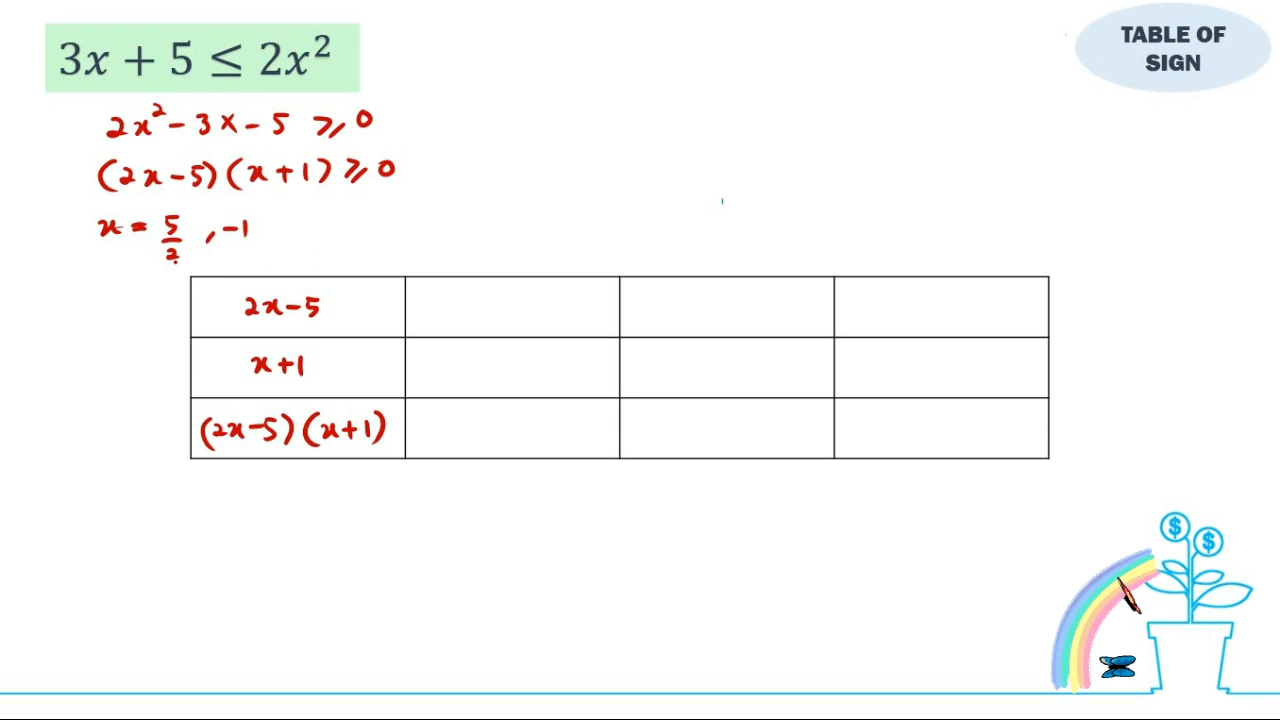 3x + 5 ≤ 2x²
TABLE OF
SIGN
2x² - 3x - 5 ≥ 0
(2x - 5)(x + 1) ≥ 0
x = 5/2 , -1
2x - 5
x + 1
(2x - 5)(x + 1)
$ $